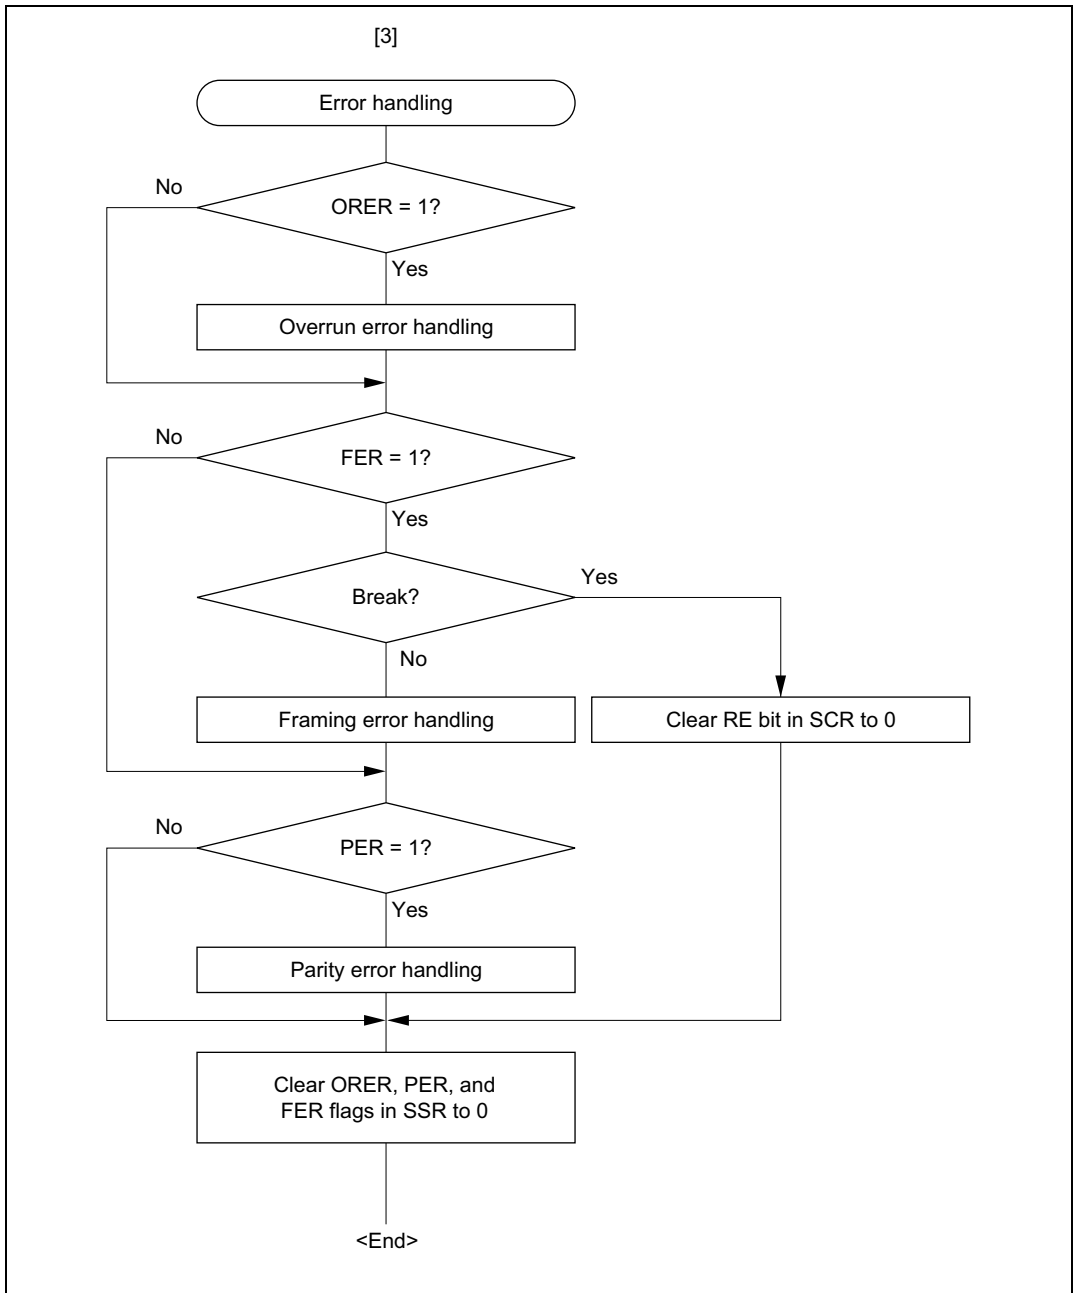 [3]
Error handling
No
ORER = 1?
Yes
Overrun error handling
No
FER = 1?
Yes
Yes
Break?
No
Framing error handling
Clear RE bit in SCR to 0
No
PER = 1?
Yes
Parity error handling
Clear ORER, PER, and
FER flags in SSR to 0
<End>